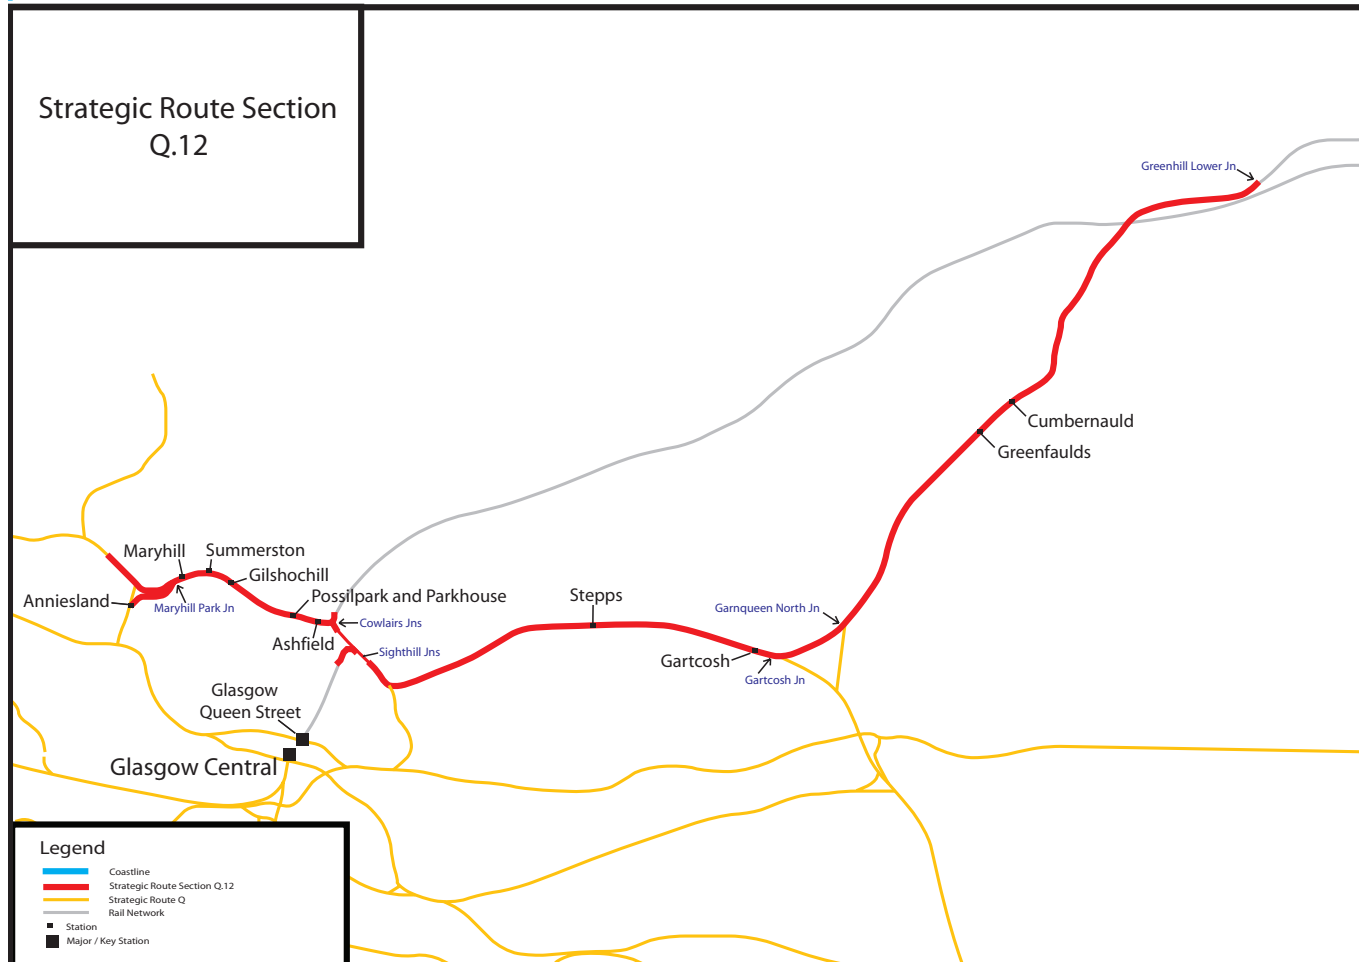 Strategic Route Section
Q.12
Greenhill Lower Jn
Cumbernauld
Greenfaulds
Maryhill
Summerston
Gilshochill
Anniesland
Maryhill Park Jn
Possilpark and Parkhouse
Stepps
Garnqueen North Jn
Cowlairs Jns
Ashfield
Sighthill Jns
Gartcosh
Gartcosh Jn
Glasgow
Queen Street
Glasgow Central
Legend
Coastline
Strategic Route Section Q.12
Strategic Route Q
Rail Network
Station
Major / Key Station